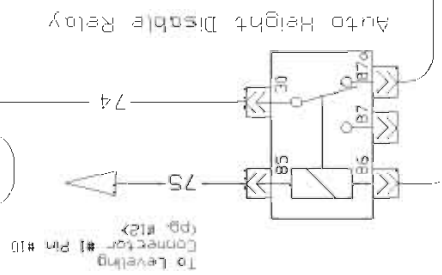 To Leveling
Connector #1 Pin #10
(pg. #12)
86
85
75
87
87a
30
74
Auto Height Disable Relay